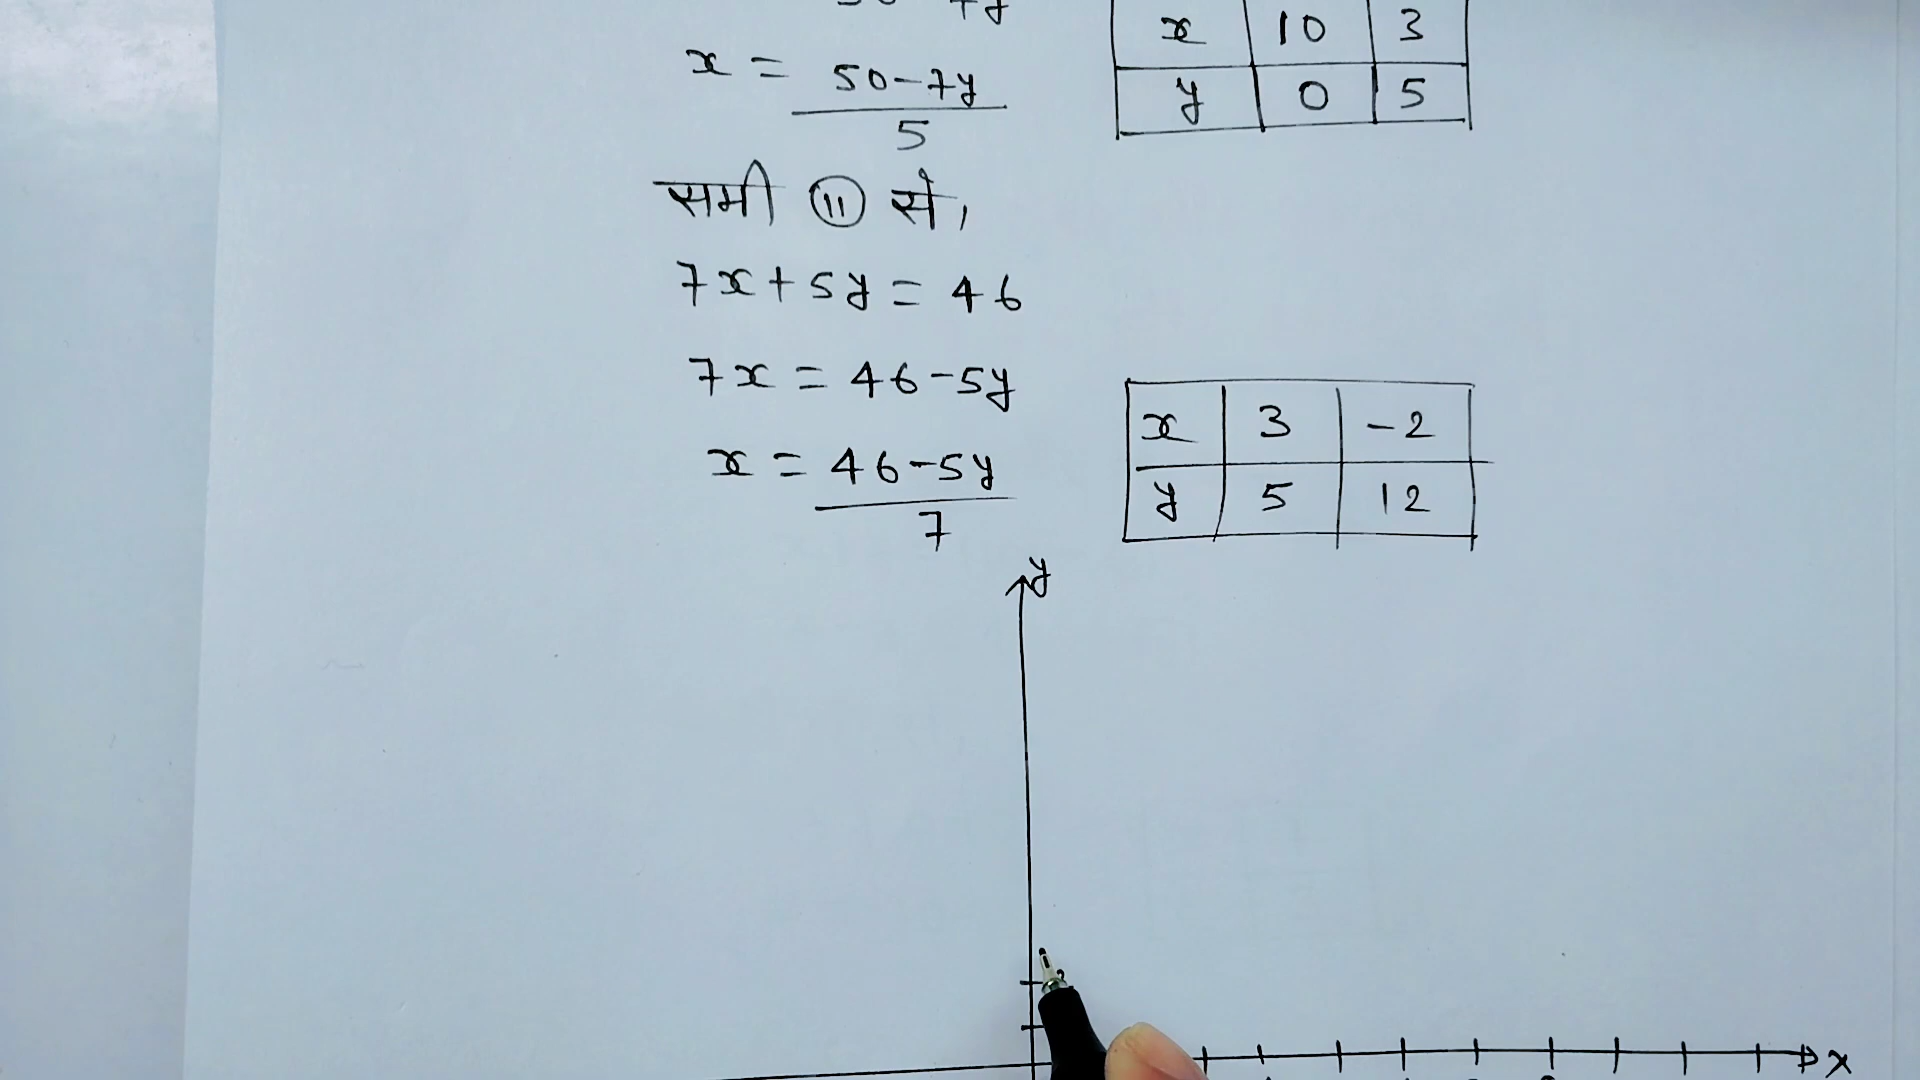 x 10 3
x = 50-7y
y 0 5
5
समी (11) से,
7x+5y = 46
7x = 46-5y
x 3 -2
x = 46-5y
y 5 12
7
y
x